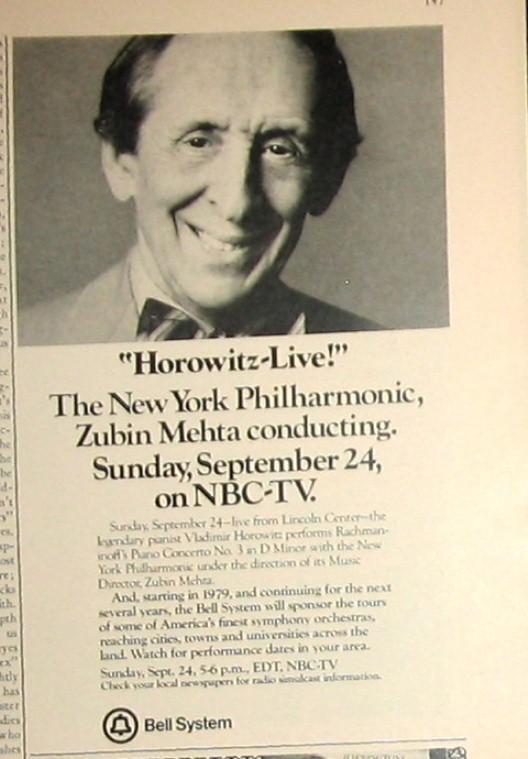 197
"Horowitz-Live!"
The New York Philharmonic,
Zubin Mehta conducting.
Sunday, September 24,
on NBC-TV.
Sunday, September 24—live from Lincoln Center—the
legendary pianist Vladimir Horowitz performs Rachman-
inoff's Piano Concerto No. 3 in D Minor with the New
York Philharmonic under the direction of its Music
Director, Zubin Mehta.
And, starting in 1979, and continuing for the next
several years, the Bell System will sponsor the tours
of some of America's finest symphony orchestras,
reaching cities, towns and universities across the
land. Watch for performance dates in your area.
Sunday, Sept. 24, 5-6 p.m., EDT, NBC-TV
Check your local newspapers for radio simulcast information.
Bell System